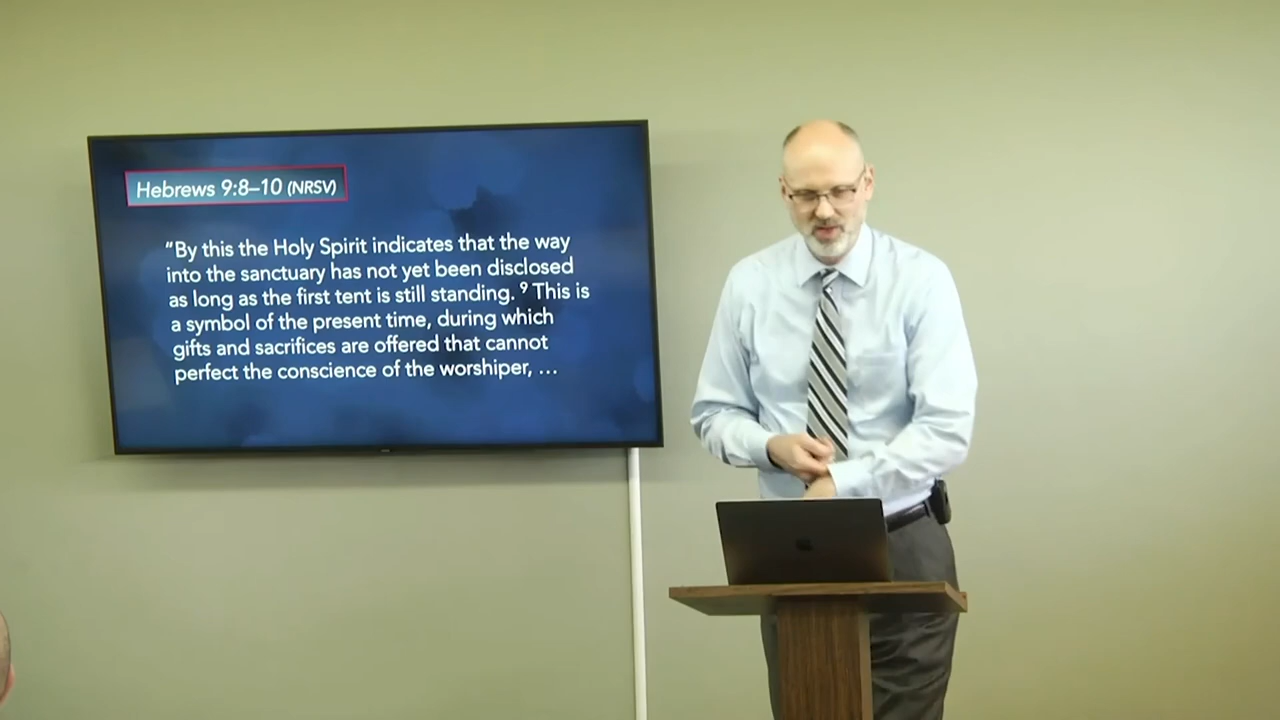 Hebrews 9:8–10 (NRSV)
“By this the Holy Spirit indicates that the way
into the sanctuary has not yet been disclosed
as long as the first tent is still standing. ⁹ This is
a symbol of the present time, during which
gifts and sacrifices are offered that cannot
perfect the conscience of the worshiper, …